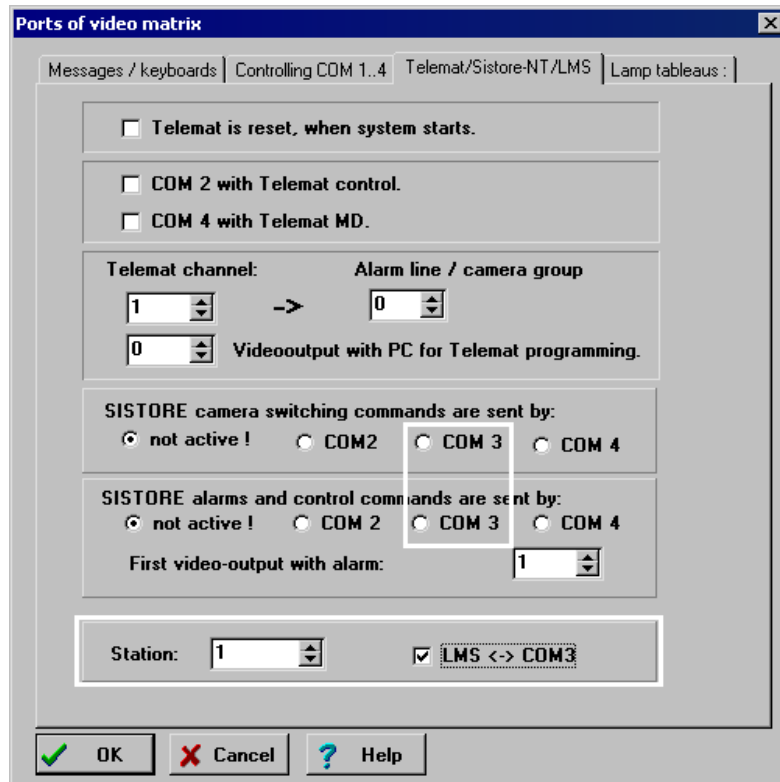 Ports of video matrix
Messages / keyboards Controlling COM 1..4 Telemat/Sistore-NT/LMS Lamp tableaus :
Telemat is reset, when system starts.
COM 2 with Telemat control.
COM 4 with Telemat MD.
Telemat channel: Alarm line / camera group
1 -> 0
0 Videooutput with PC for Telemat programming.
SISTORE camera switching commands are sent by:
not active ! COM2 COM 3 COM 4
SISTORE alarms and control commands are sent by:
not active ! COM 2 COM 3 COM 4
First video-output with alarm: 1
Station: 1 LMS <-> COM3
OK Cancel ? Help